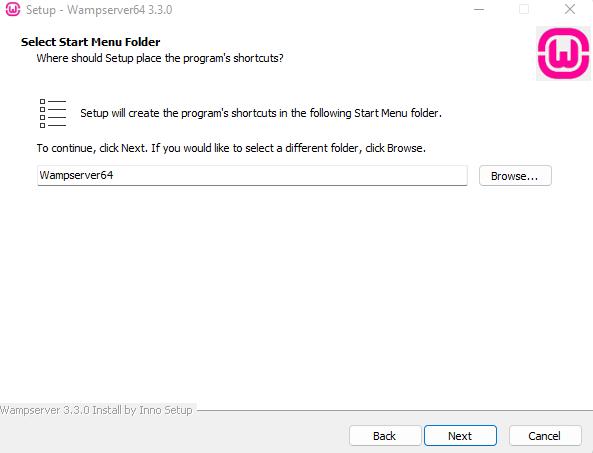 Setup - Wampserver64 3.3.0
Select Start Menu Folder
Where should Setup place the program's shortcuts?
Setup will create the program's shortcuts in the following Start Menu folder.
To continue, click Next. If you would like to select a different folder, click Browse.
Wampserver64
Browse...
Wampserver 3.3.0 Install by Inno Setup
Back
Next
Cancel